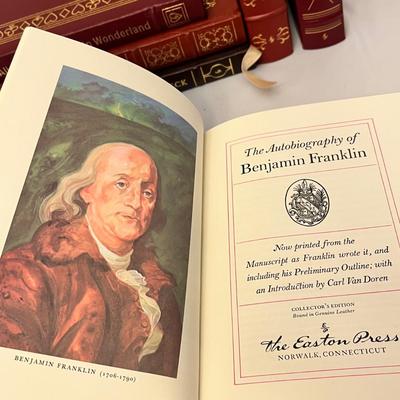 Wonderland
CK
BENJAMIN FRANKLIN (1706-1790)
The Autobiography of
Benjamin Franklin
Now printed from the
Manuscript as Franklin wrote it, and
including his Preliminary Outline; with
an Introduction by Carl Van Doren
COLLECTOR'S EDITION
Bound in Genuine Leather
The Easton Press
NORWALK, CONNECTICUT